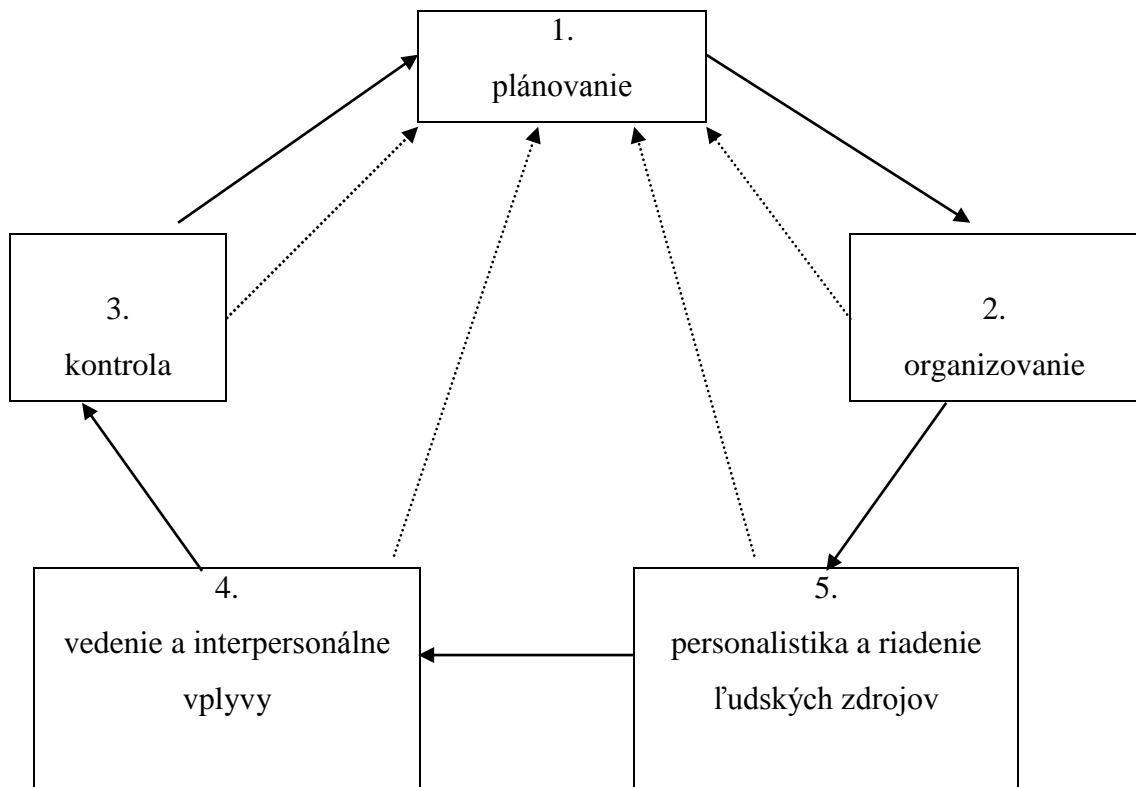 1.
plánovanie
3.
kontrola
2.
organizovanie
4.
vedenie a interpersonálne
vplyvy
5.
personalistika a riadenie
ľudských zdrojov